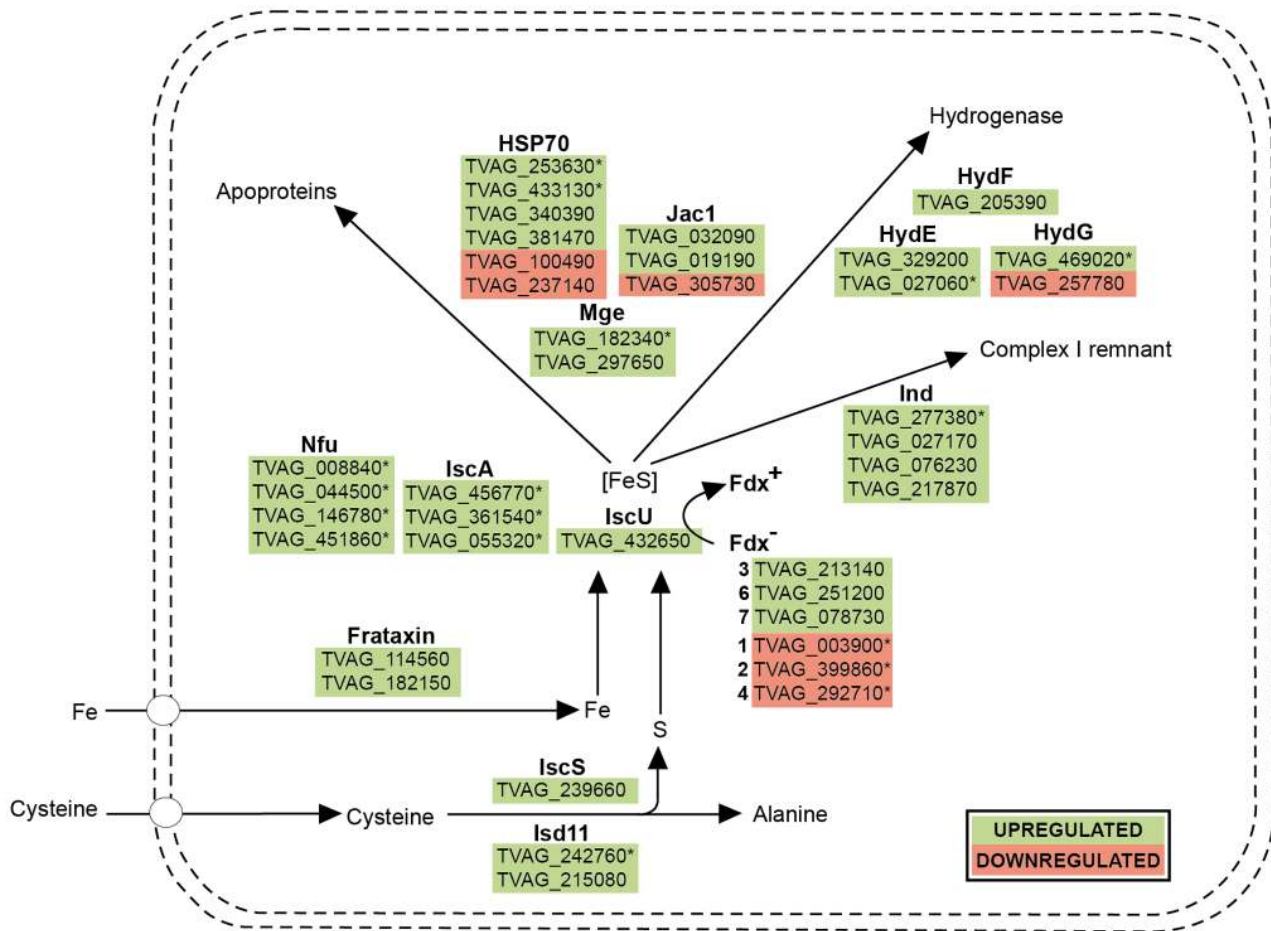 Hydrogenase
HSP70
TVAG_253630*
TVAG_433130*
TVAG_340390
TVAG_381470
TVAG_100490
TVAG_237140
Apoproteins
Jac1
TVAG_032090
TVAG_019190
TVAG_305730
HydF
TVAG_205390
HydE
TVAG_329200
TVAG_027060*
HydG
TVAG_469020*
TVAG_257780
Mge
TVAG_182340*
TVAG_297650
Complex I remnant
Ind
TVAG_277380*
TVAG_027170
TVAG_076230
TVAG_217870
Nfu
TVAG_008840*
TVAG_044500*
TVAG_146780*
TVAG_451860*
IscA
TVAG_456770*
TVAG_361540*
TVAG_055320*
[FeS]
IscU
TVAG_432650
Fdx+
Fdx-
3 TVAG_213140
6 TVAG_251200
7 TVAG_078730
1 TVAG_003900*
2 TVAG_399860*
4 TVAG_292710*
Frataxin
TVAG_114560
TVAG_182150
Fe
Fe
S
IscS
TVAG_239660
Cysteine
Cysteine
Alanine
Isd11
TVAG_242760*
TVAG_215080
UPREGULATED
DOWNREGULATED